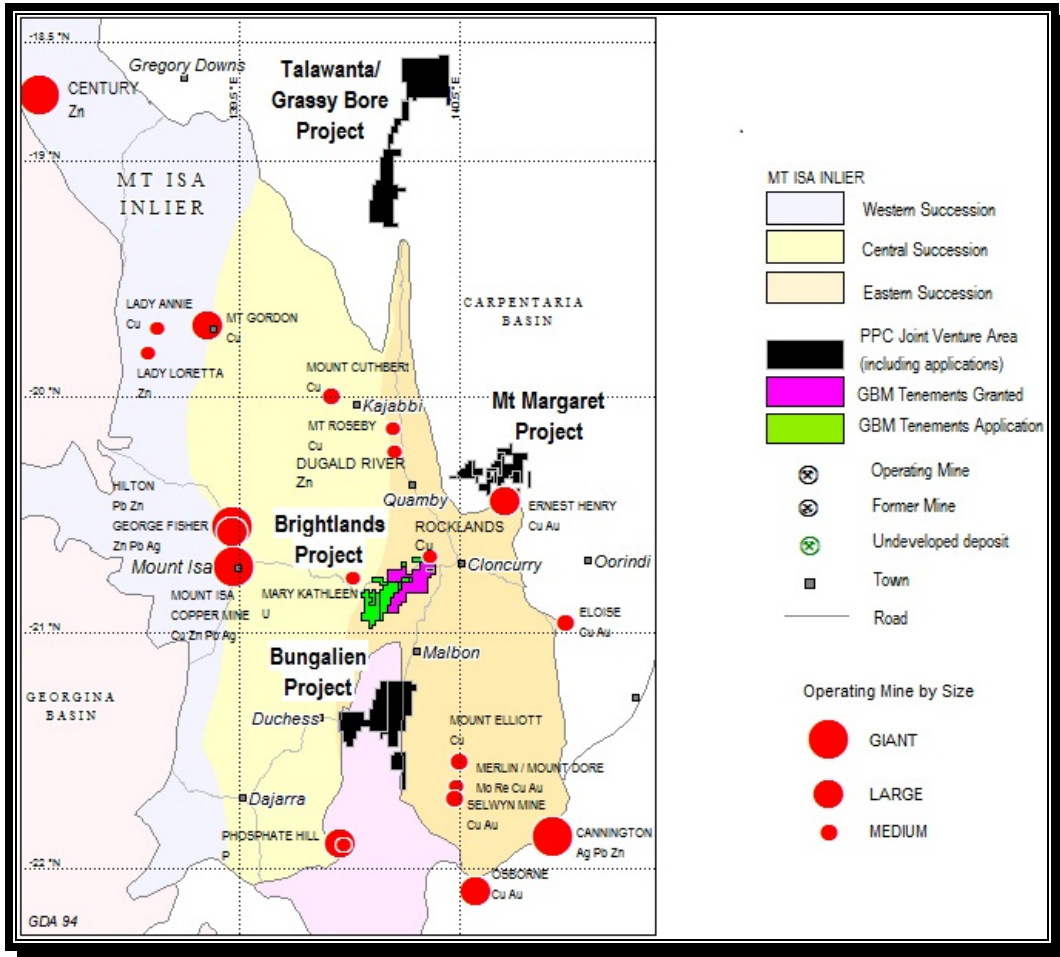 -18.5 °N
Gregory Downs
CENTURY
Zn
139.5 °E
140.5 °E
Talawanta/
Grassy Bore
Project
-19 °N
MT ISA
INLIER
LADY ANNIE
Cu
MT GORDON
Cu
LADY LORETTA
Zn
CARPENTARIA
BASIN
MOUNT CUTHBERT
Cu
-20 °N
Kajabbi
MT ROSEBY
Cu
DUGALD RIVER
Zn
Mt Margaret
Project
HILTON
Pb Zn
GEORGE FISHER
Zn Pb Ag
Quamby
ERNEST HENRY
Cu Au
Brightlands
Project
ROCKLANDS
Cu
Mount Isa
Cloncurry
Oorindi
MOUNT ISA
COPPER MINE
Cu Zn Pb Ag
MARY KATHLEEN
U
ELOISE
Cu Au
-21 °N
Malbon
Bungalien
Project
GEORGINA
BASIN
Duchess
MOUNT ELLIOTT
Cu
MERLIN / MOUNT DORE
Mo Re Cu Au
SELWYN MINE
Cu Au
Dajarra
PHOSPHATE HILL
P
CANNINGTON
Ag Pb Zn
-22 °N
OSBORNE
Cu Au
GDA 94
MT ISA INLIER
Western Succession
Central Succession
Eastern Succession
PPC Joint Venture Area
(including applications)
GBM Tenements Granted
GBM Tenements Application
Operating Mine
Former Mine
Undeveloped deposit
Town
Road
Operating Mine by Size
GIANT
LARGE
MEDIUM